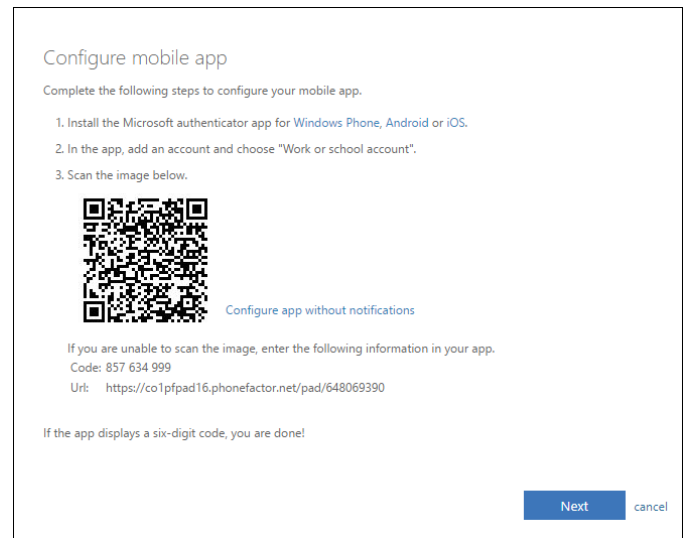 Configure mobile app
Complete the following steps to configure your mobile app.
1. Install the Microsoft authenticator app for Windows Phone, Android or iOS.
2. In the app, add an account and choose "Work or school account".
3. Scan the image below.
Configure app without notifications
If you are unable to scan the image, enter the following information in your app.
Code: 857 634 999
Url: https://co1pfpad16.phonefactor.net/pad/648069390
If the app displays a six-digit code, you are done!
Next cancel